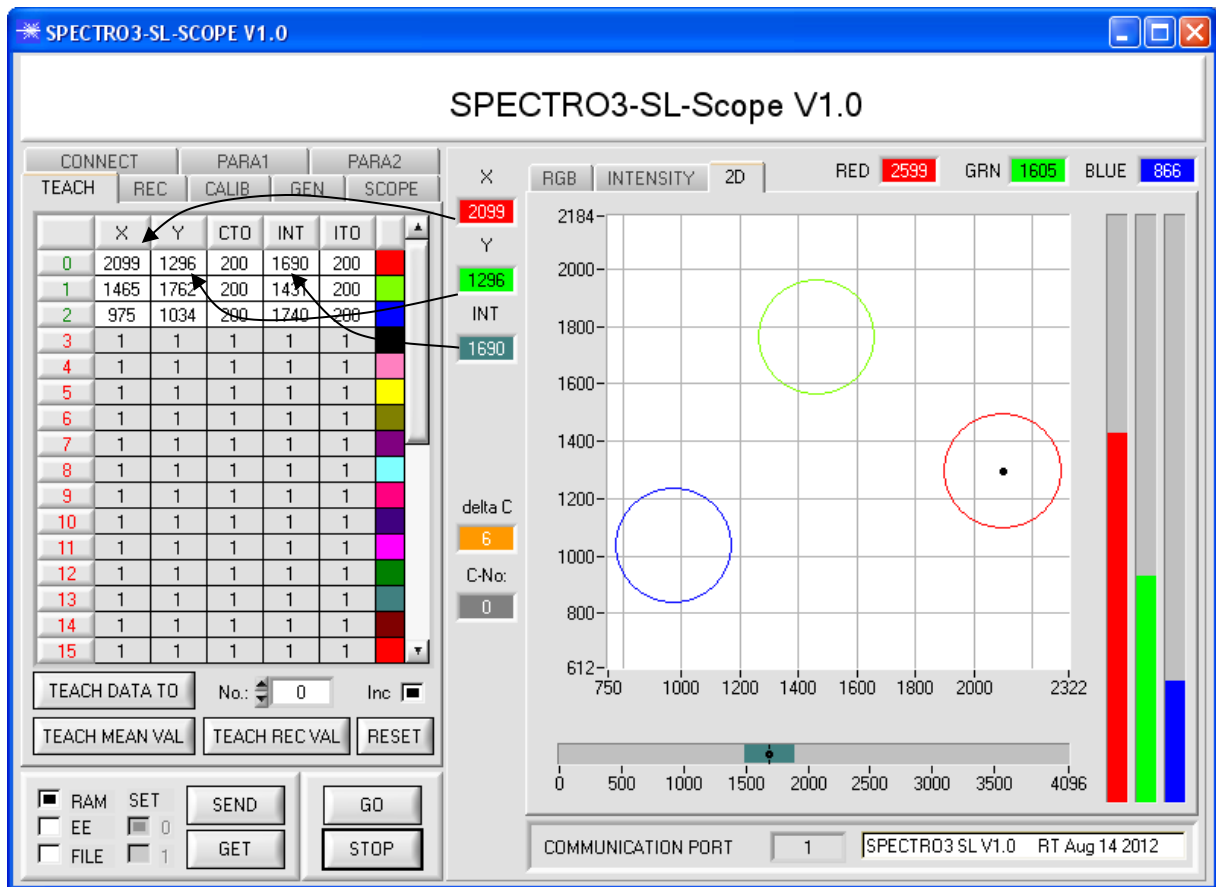 SPECTRO3-SL-SCOPE V1.0
SPECTRO3-SL-Scope V1.0
CONNECT PARA1 PARA2
TEACH REC CALIB GEN SCOPE
X Y CTO INT ITO
0 2099 1296 200 1690 200
1 1465 1762 200 1431 200
2 975 1034 200 1740 200
3 1 1 1 1 1
4 1 1 1 1 1
5 1 1 1 1 1
6 1 1 1 1 1
7 1 1 1 1 1
8 1 1 1 1 1
9 1 1 1 1 1
10 1 1 1 1 1
11 1 1 1 1 1
12 1 1 1 1 1
13 1 1 1 1 1
14 1 1 1 1 1
15 1 1 1 1 1
TEACH DATA TO No.: 0 Inc
TEACH MEAN VAL TEACH REC VAL RESET
RAM SET SEND GO
EE 0
FILE 1 GET STOP
X
2099
Y
1296
INT
1690
delta C
6
C-No:
0
RGB INTENSITY 2D RED 2599 GRN 1605 BLUE 866
2184
2000
1800
1600
1400
1200
1000
800
612
750 1000 1200 1400 1600 1800 2000 2322
0 500 1000 1500 2000 2500 3000 3500 4096
COMMUNICATION PORT 1 SPECTRO3 SL V1.0 RT Aug 14 2012